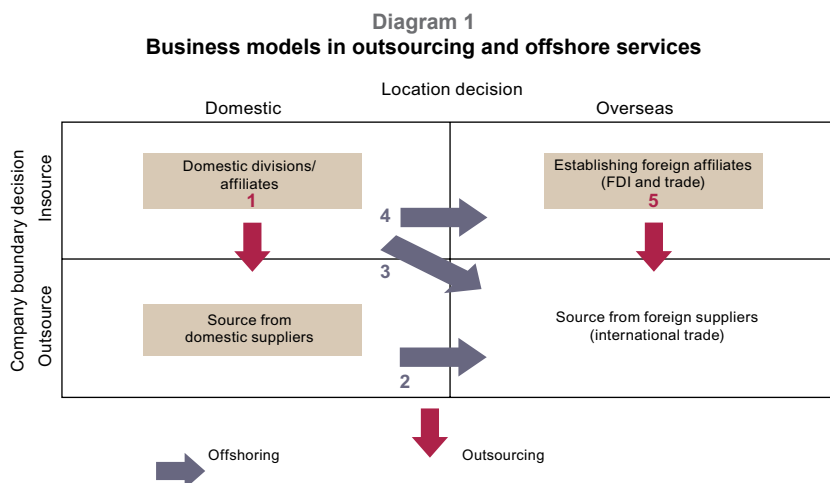 Diagram 1
Business models in outsourcing and offshore services
Location decision
Domestic
Overseas
Company boundary decision
Insource
Outsource
Domestic divisions/
affiliates
1
Establishing foreign affiliates
(FDI and trade)
5
4
3
Source from
domestic suppliers
Source from foreign suppliers
(international trade)
2
Offshoring
Outsourcing